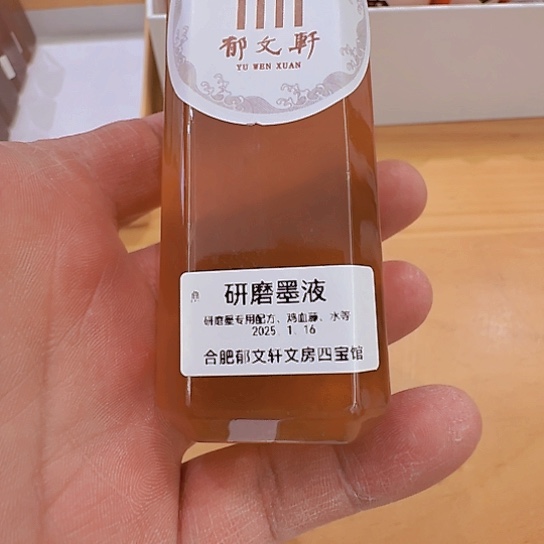 郁文軒
YU WEN XUAN
研磨墨液
研磨墨专用配方、鸡血藤、水等
2025 1. 16
合肥郁文轩文房四宝馆